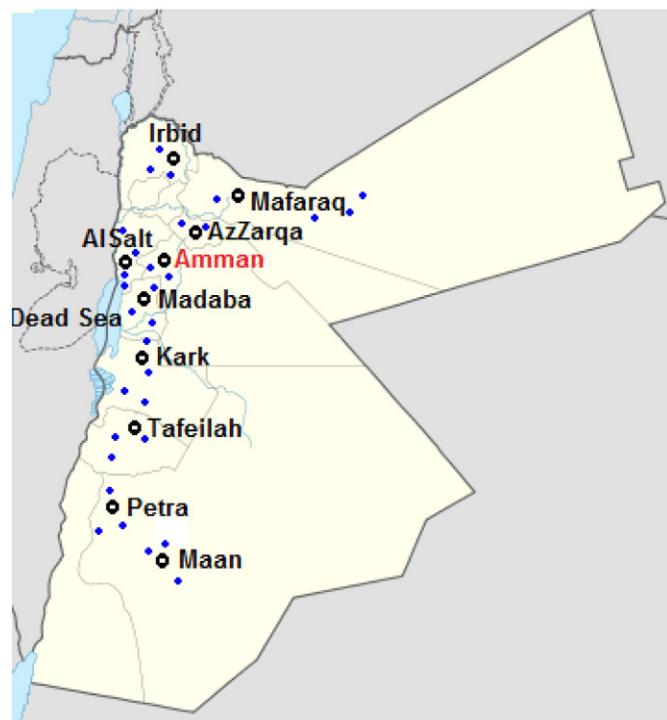 Irbid
Mafaraq
AzZarqa
AlSalt
Amman
Madaba
Dead Sea
Kark
Tafeilah
Petra
Maan